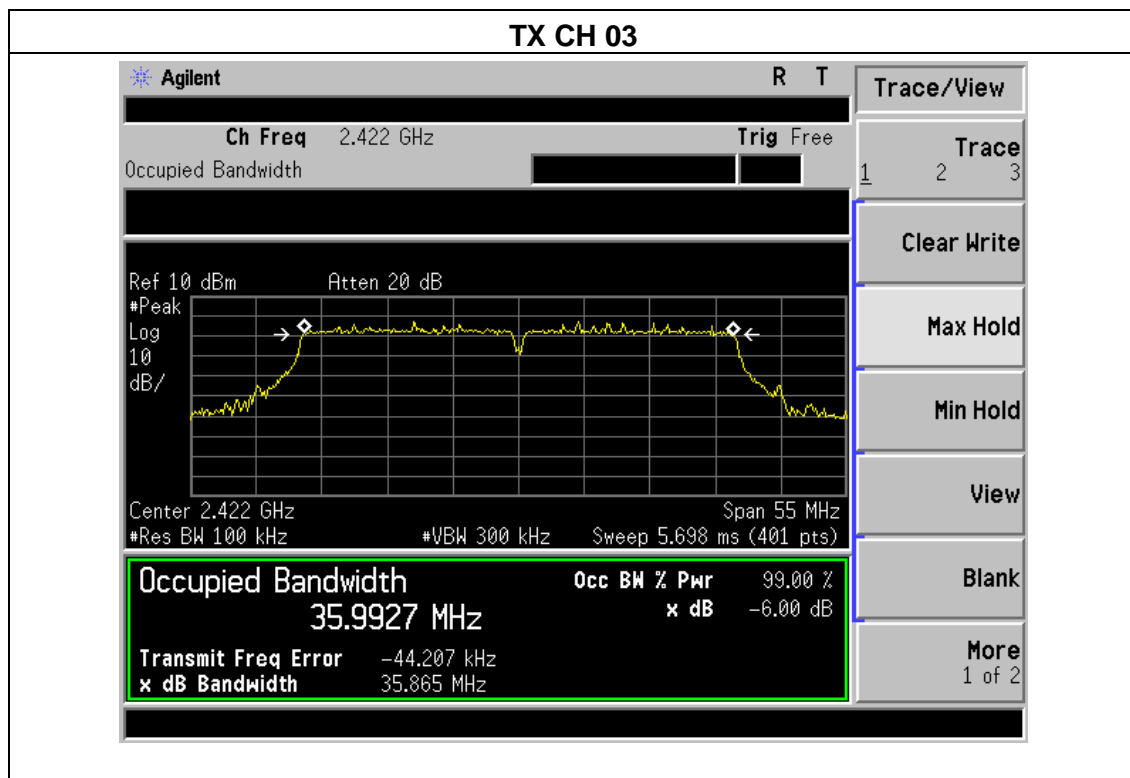 TX CH 03
Agilent R T
Trace/View
Ch Freq 2.422 GHz Trig Free
Occupied Bandwidth
Trace
1 2 3
Clear Write
Ref 10 dBm Atten 20 dB
#Peak
Log
10
dB/
Max Hold
Min Hold
View
Center 2.422 GHz Span 55 MHz
#Res BW 100 kHz #VBW 300 kHz Sweep 5.698 ms (401 pts)
Occupied Bandwidth Occ BW % Pwr 99.00 %
35.9927 MHz x dB -6.00 dB
Blank
Transmit Freq Error -44.207 kHz
x dB Bandwidth 35.865 MHz
More
1 of 2